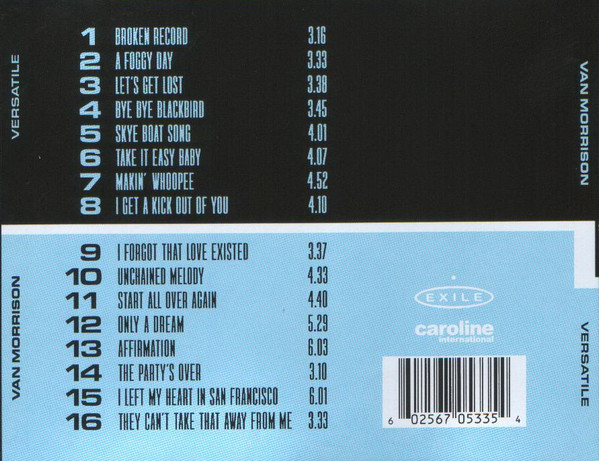 VERSATILE
VAN MORRISON
1 BROKEN RECORD 3.16
2 A FOGGY DAY 3.33
3 LET'S GET LOST 3.38
4 BYE BYE BLACKBIRD 3.45
5 SKYE BOAT SONG 4.01
6 TAKE IT EASY BABY 4.07
7 MAKIN' WHOOPEE 4.52
8 I GET A KICK OUT OF YOU 4.10
VAN MORRISON
VERSATILE
9 I FORGOT THAT LOVE EXISTED 3.37
10 UNCHAINED MELODY 4.33
11 START ALL OVER AGAIN 4.40
12 ONLY A DREAM 5.29
13 AFFIRMATION 6.03
14 THE PARTY'S OVER 3.10
15 I LEFT MY HEART IN SAN FRANCISCO 6.01
16 THEY CAN'T TAKE THAT AWAY FROM ME 3.33
EXILE
caroline
international
6 02567 05335 4